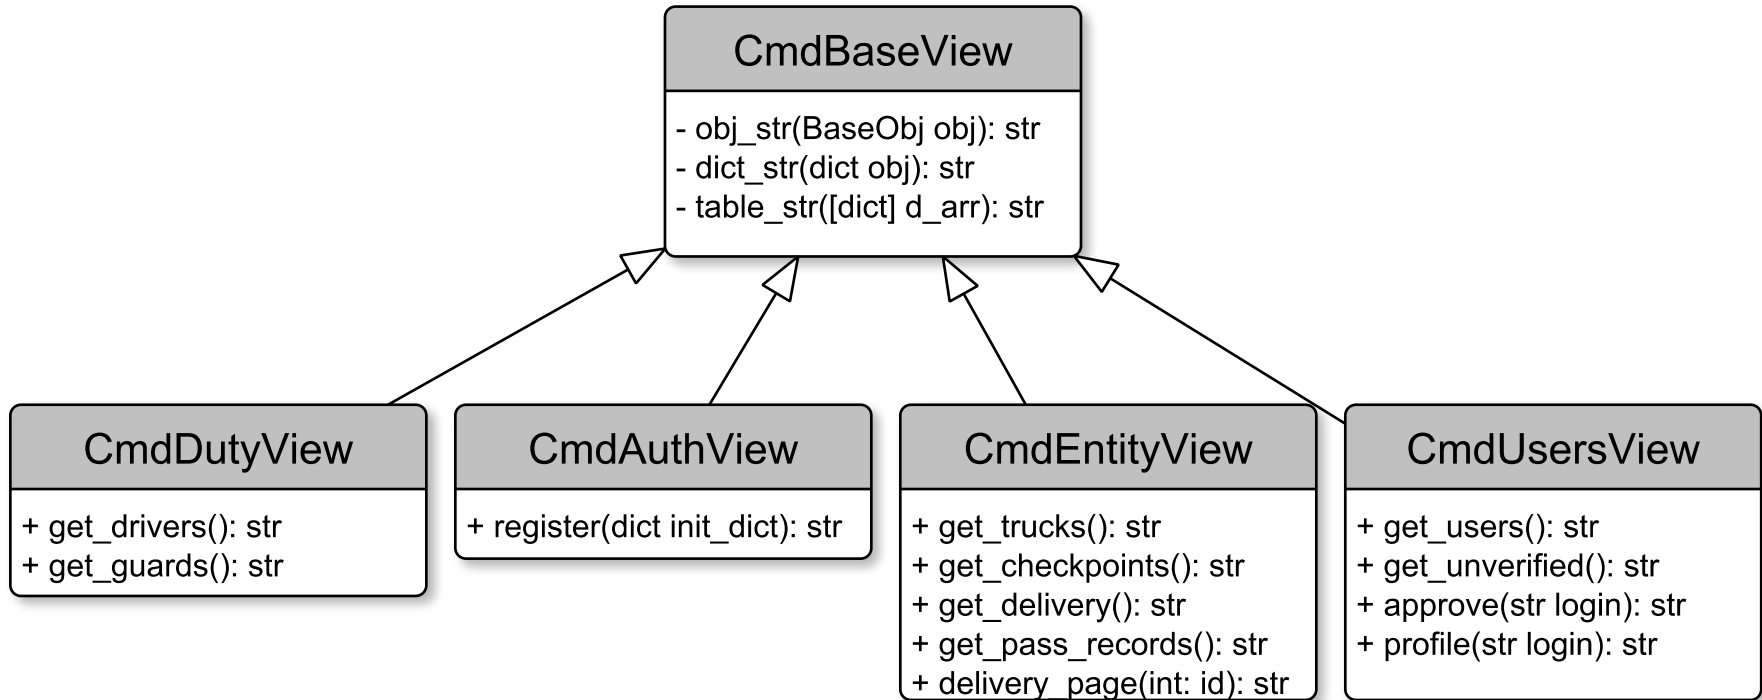 CmdBaseView
- obj_str(BaseObj obj): str
- dict_str(dict obj): str
- table_str([dict] d_arr): str
CmdDutyView
+ get_drivers(): str
+ get_guards(): str
CmdAuthView
+ register(dict init_dict): str
CmdEntityView
+ get_trucks(): str
+ get_checkpoints(): str
+ get_delivery(): str
+ get_pass_records(): str
+ delivery_page(int: id): str
CmdUsersView
+ get_users(): str
+ get_unverified(): str
+ approve(str login): str
+ profile(str login): str